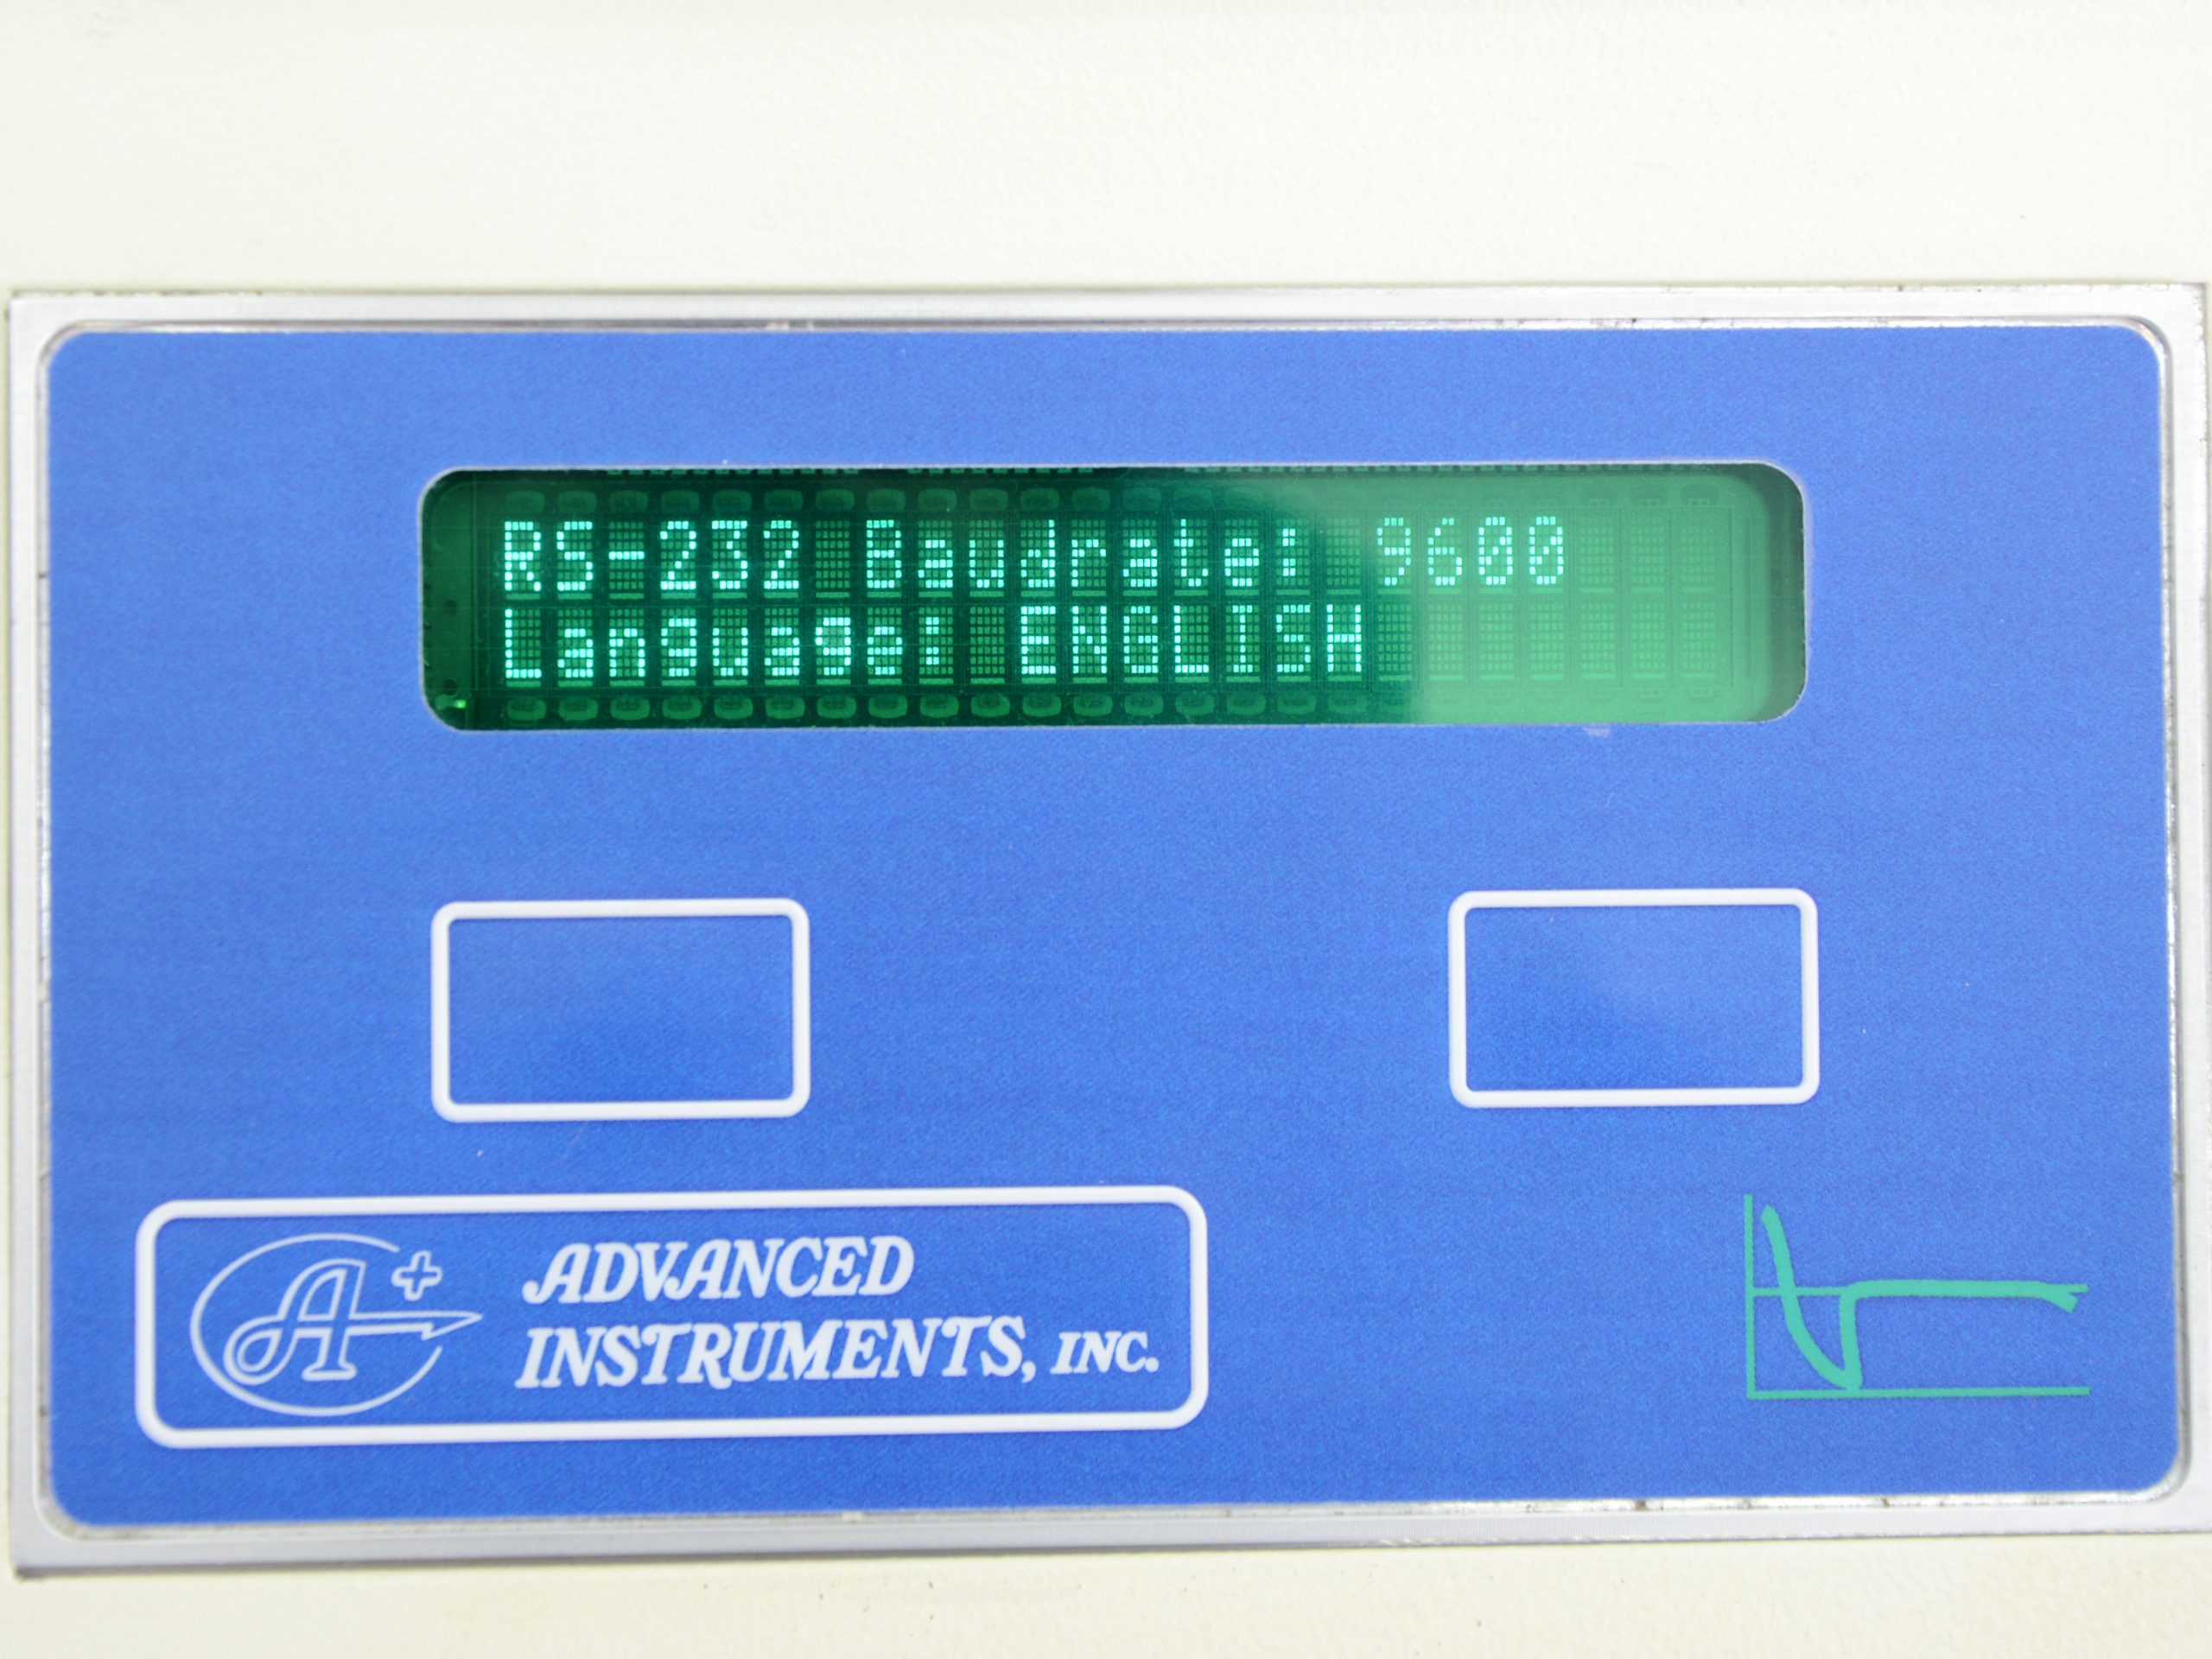 RS-232 Baudrate: 9600
Language: ENGLISH
A+
ADVANCED
INSTRUMENTS, INC.